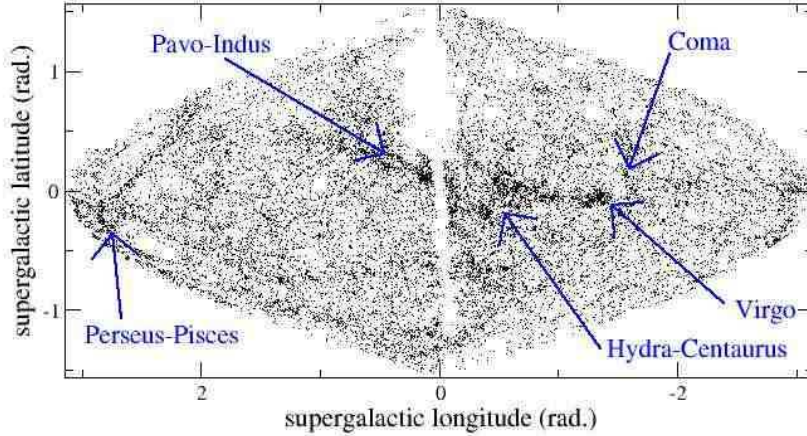 Pavo-Indus
Coma
supergalactic latitude (rad.)
1
0
-1
Perseus-Pisces
Virgo
Hydra-Centaurus
2
0
-2
supergalactic longitude (rad.)